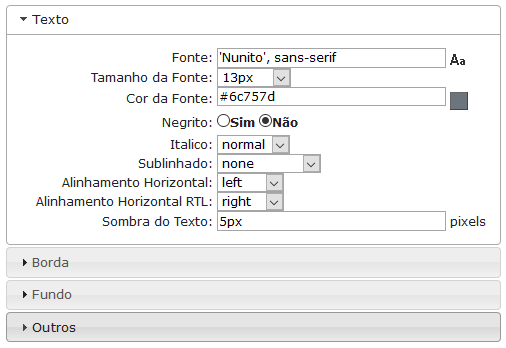 Texto
Fonte: 'Nunito', sans-serif Aa
Tamanho da Fonte: 13px
Cor da Fonte: #6c757d
Negrito: Sim Não
Italico: normal
Sublinhado: none
Alinhamento Horizontal: left
Alinhamento Horizontal RTL: right
Sombra do Texto: 5px pixels
Borda
Fundo
Outros